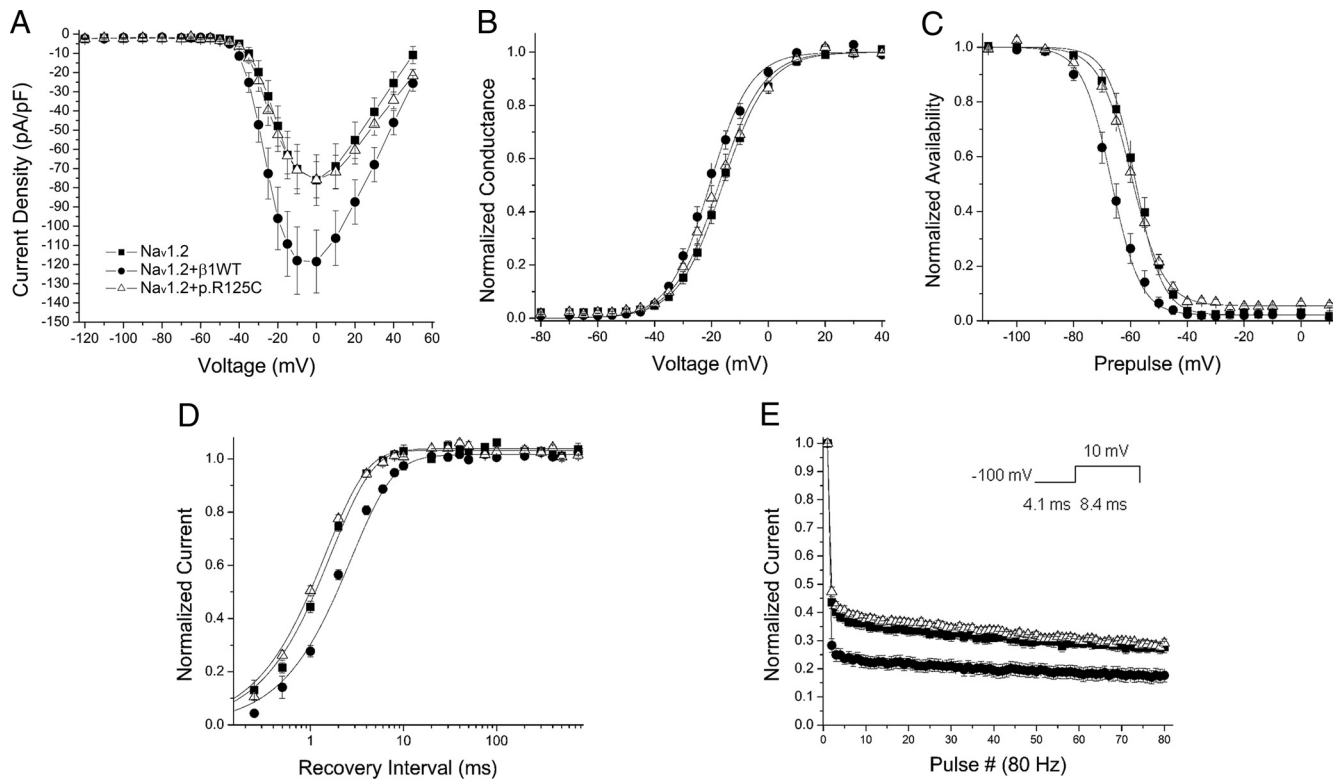 A
Current Density (pA/pF)
0
-10
-20
-30
-40
-50
-60
-70
-80
-90
-100
-110
-120
-130
-140
-150
Nav1.2
Nav1.2+β1WT
Nav1.2+p.R125C
-120 -100 -80 -60 -40 -20 0 20 40 60
Voltage (mV)
B
Normalized Conductance
1.0
0.8
0.6
0.4
0.2
0.0
-80 -60 -40 -20 0 20 40
Voltage (mV)
C
Normalized Availability
1.0
0.8
0.6
0.4
0.2
0.0
-100 -80 -60 -40 -20 0
Prepulse (mV)
D
Normalized Current
1.0
0.8
0.6
0.4
0.2
0.0
1 10 100
Recovery Interval (ms)
E
Normalized Current
1.0
0.9
0.8
0.7
0.6
0.5
0.4
0.3
0.2
0.1
0.0
10 mV
-100 mV
4.1 ms 8.4 ms
0 10 20 30 40 50 60 70 80
Pulse # (80 Hz)